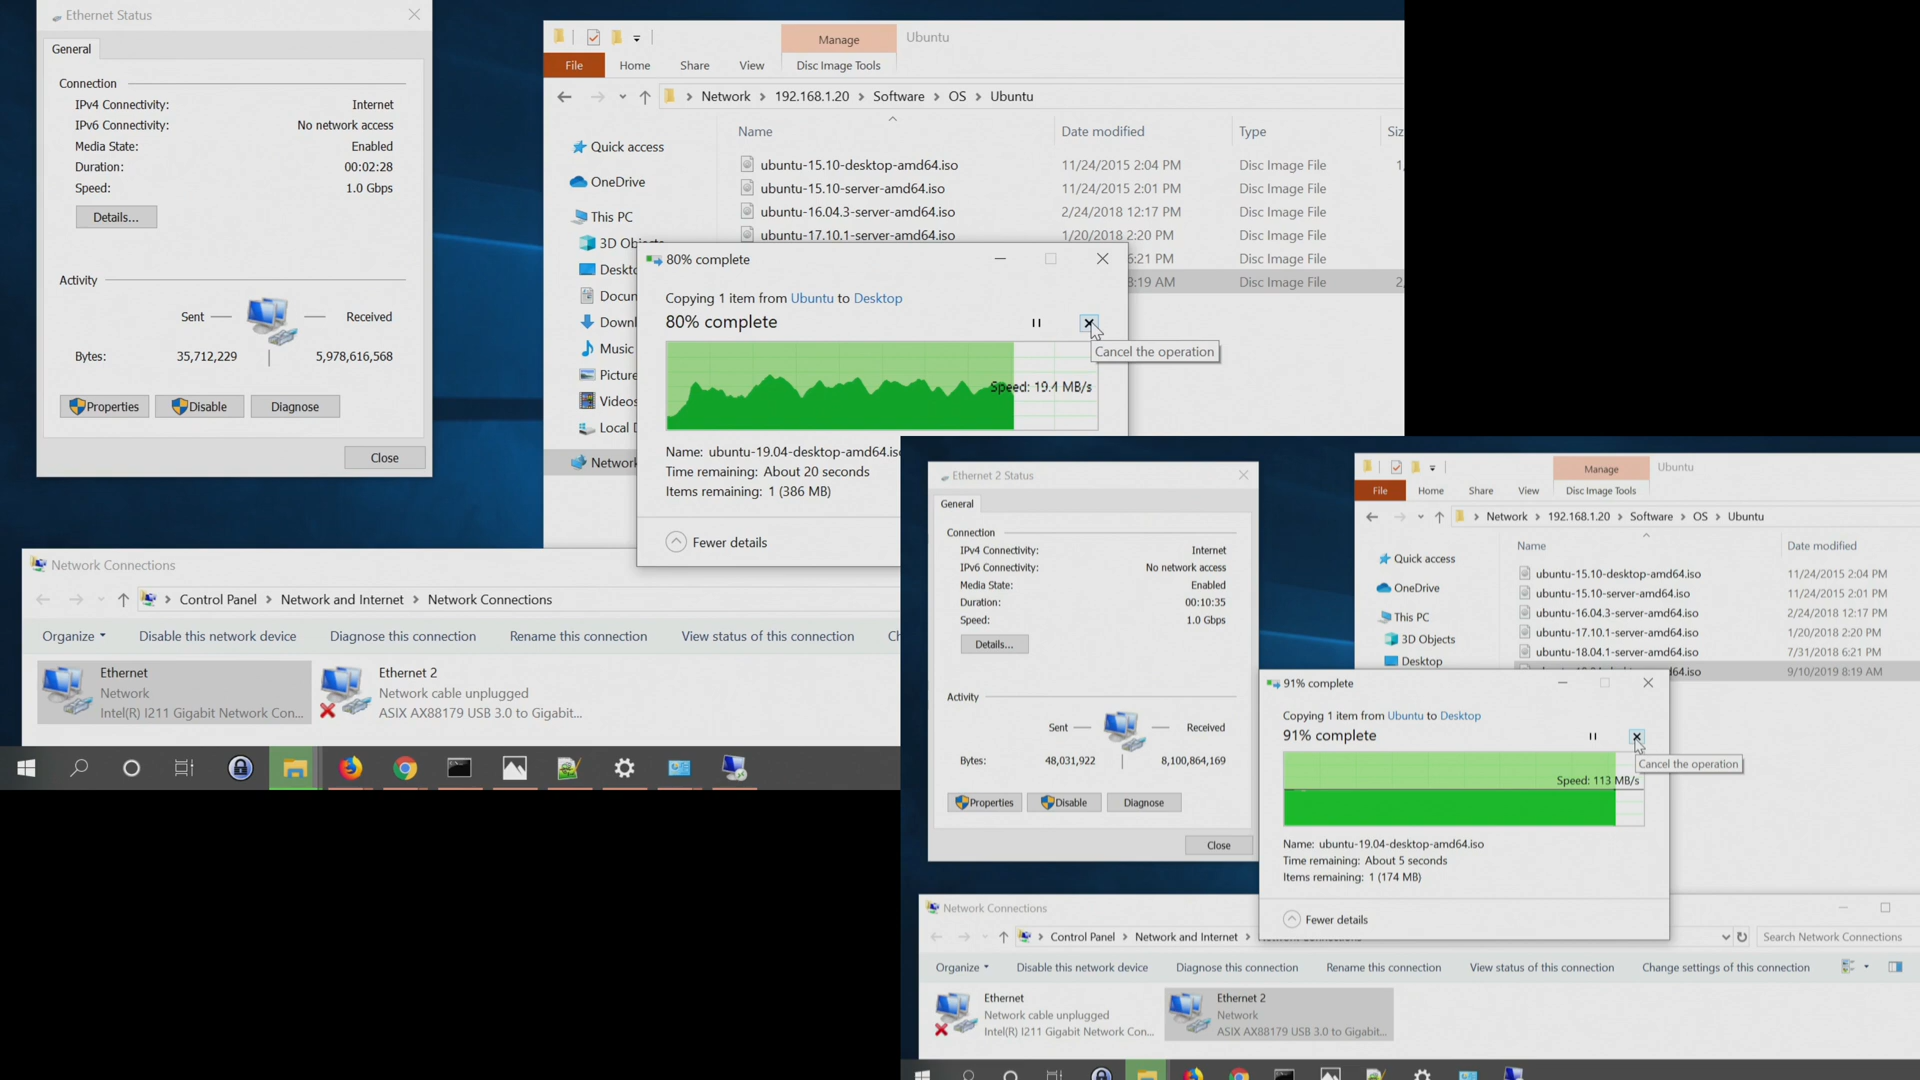 Ethernet Status
General
Connection
IPv4 Connectivity: Internet
IPv6 Connectivity: No network access
Media State: Enabled
Duration: 00:02:28
Speed: 1.0 Gbps
Details...
Activity
Sent Received
Bytes: 35,712,229 5,978,616,568
Properties Disable Diagnose
Close
Manage Ubuntu
File Home Share View Disc Image Tools
Network > 192.168.1.20 > Software > OS > Ubuntu
Name Date modified Type
Quick access
OneDrive
This PC
Music
Videos
ubuntu-15.10-desktop-amd64.iso 11/24/2015 2:04 PM Disc Image File
ubuntu-15.10-server-amd64.iso 11/24/2015 2:01 PM Disc Image File
ubuntu-16.04.3-server-amd64.iso 2/24/2018 12:17 PM Disc Image File
ubuntu-17.10.1-server-amd64.iso 1/20/2018 2:20 PM Disc Image File
6:21 PM Disc Image File
8:19 AM Disc Image File
80% complete
Copying 1 item from Ubuntu to Desktop
80% complete
Cancel the operation
Speed: 19.4 MB/s
Name: ubuntu-19.04-desktop-amd64.iso
Time remaining: About 20 seconds
Items remaining: 1 (386 MB)
Fewer details
Network Connections
Control Panel > Network and Internet > Network Connections
Organize Disable this network device Diagnose this connection Rename this connection View status of this connection
Ethernet
Network
Intel(R) I211 Gigabit Network Con...
Ethernet 2
Network cable unplugged
ASIX AX88179 USB 3.0 to Gigabit...
Ethernet 2 Status
General
Connection
IPv4 Connectivity: Internet
IPv6 Connectivity: No network access
Media State: Enabled
Duration: 00:10:35
Speed: 1.0 Gbps
Details...
Activity
Sent Received
Bytes: 48,031,922 8,100,864,169
Properties Disable Diagnose
Close
Manage Ubuntu
File Home Share View Disc Image Tools
Network > 192.168.1.20 > Software > OS > Ubuntu
Name Date modified
Quick access
OneDrive
This PC
3D Objects
Desktop
ubuntu-15.10-desktop-amd64.iso 11/24/2015 2:04 PM
ubuntu-15.10-server-amd64.iso 11/24/2015 2:01 PM
ubuntu-16.04.3-server-amd64.iso 2/24/2018 12:17 PM
ubuntu-17.10.1-server-amd64.iso 1/20/2018 2:20 PM
ubuntu-18.04.1-server-amd64.iso 7/31/2018 6:21 PM
9/10/2019 8:19 AM
91% complete
Copying 1 item from Ubuntu to Desktop
91% complete
Cancel the operation
Speed: 113 MB/s
Name: ubuntu-19.04-desktop-amd64.iso
Time remaining: About 5 seconds
Items remaining: 1 (174 MB)
Fewer details
Network Connections
Control Panel > Network and Internet > Search Network Connections
Organize Disable this network device Diagnose this connection Rename this connection View status of this connection Change settings of this connection
Ethernet
Network cable unplugged
Intel(R) I211 Gigabit Network Con...
Ethernet 2
Network
ASIX AX88179 USB 3.0 to Gigabit...